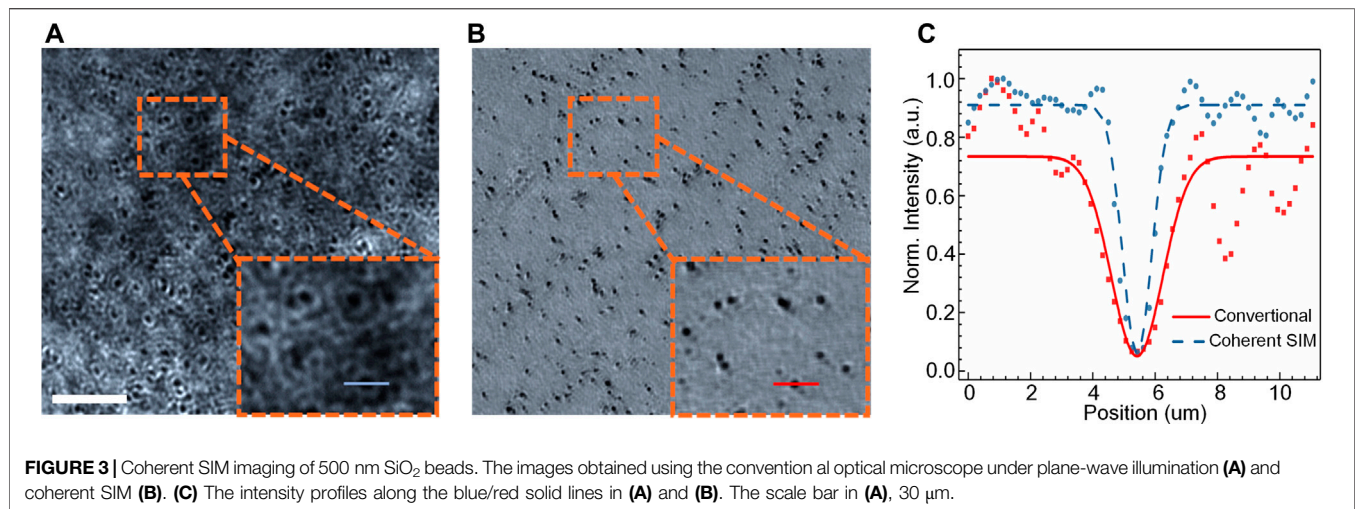 A
B
C
1.0
0.8
0.6
0.4
0.2
0.0
Norm. Intensity (a.u.)
Conventional
Coherent SIM
0 2 4 6 8 10
Position (um)
FIGURE 3 | Coherent SIM imaging of 500 nm SiO₂ beads. The images obtained using the convention al optical microscope under plane-wave illumination (A) and
coherent SIM (B). (C) The intensity profiles along the blue/red solid lines in (A) and (B). The scale bar in (A), 30 μm.